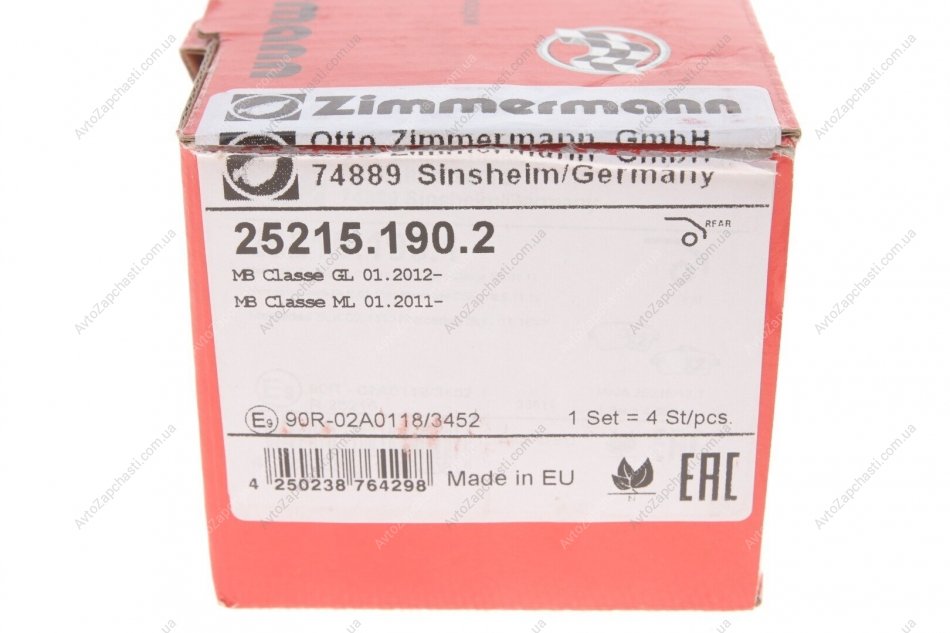 Zimmermann
Otto Zimmermann GmbH
74889 Sinsheim/Germany
25215.190.2
REAR
MB Classe GL 01.2012-
MB Classe ML 01.2011-
E9 90R-02A0118/3452
1 Set = 4 St/pcs.
4 250238 764298
Made in EU
EAC
AvtoZapchasti.com.ua